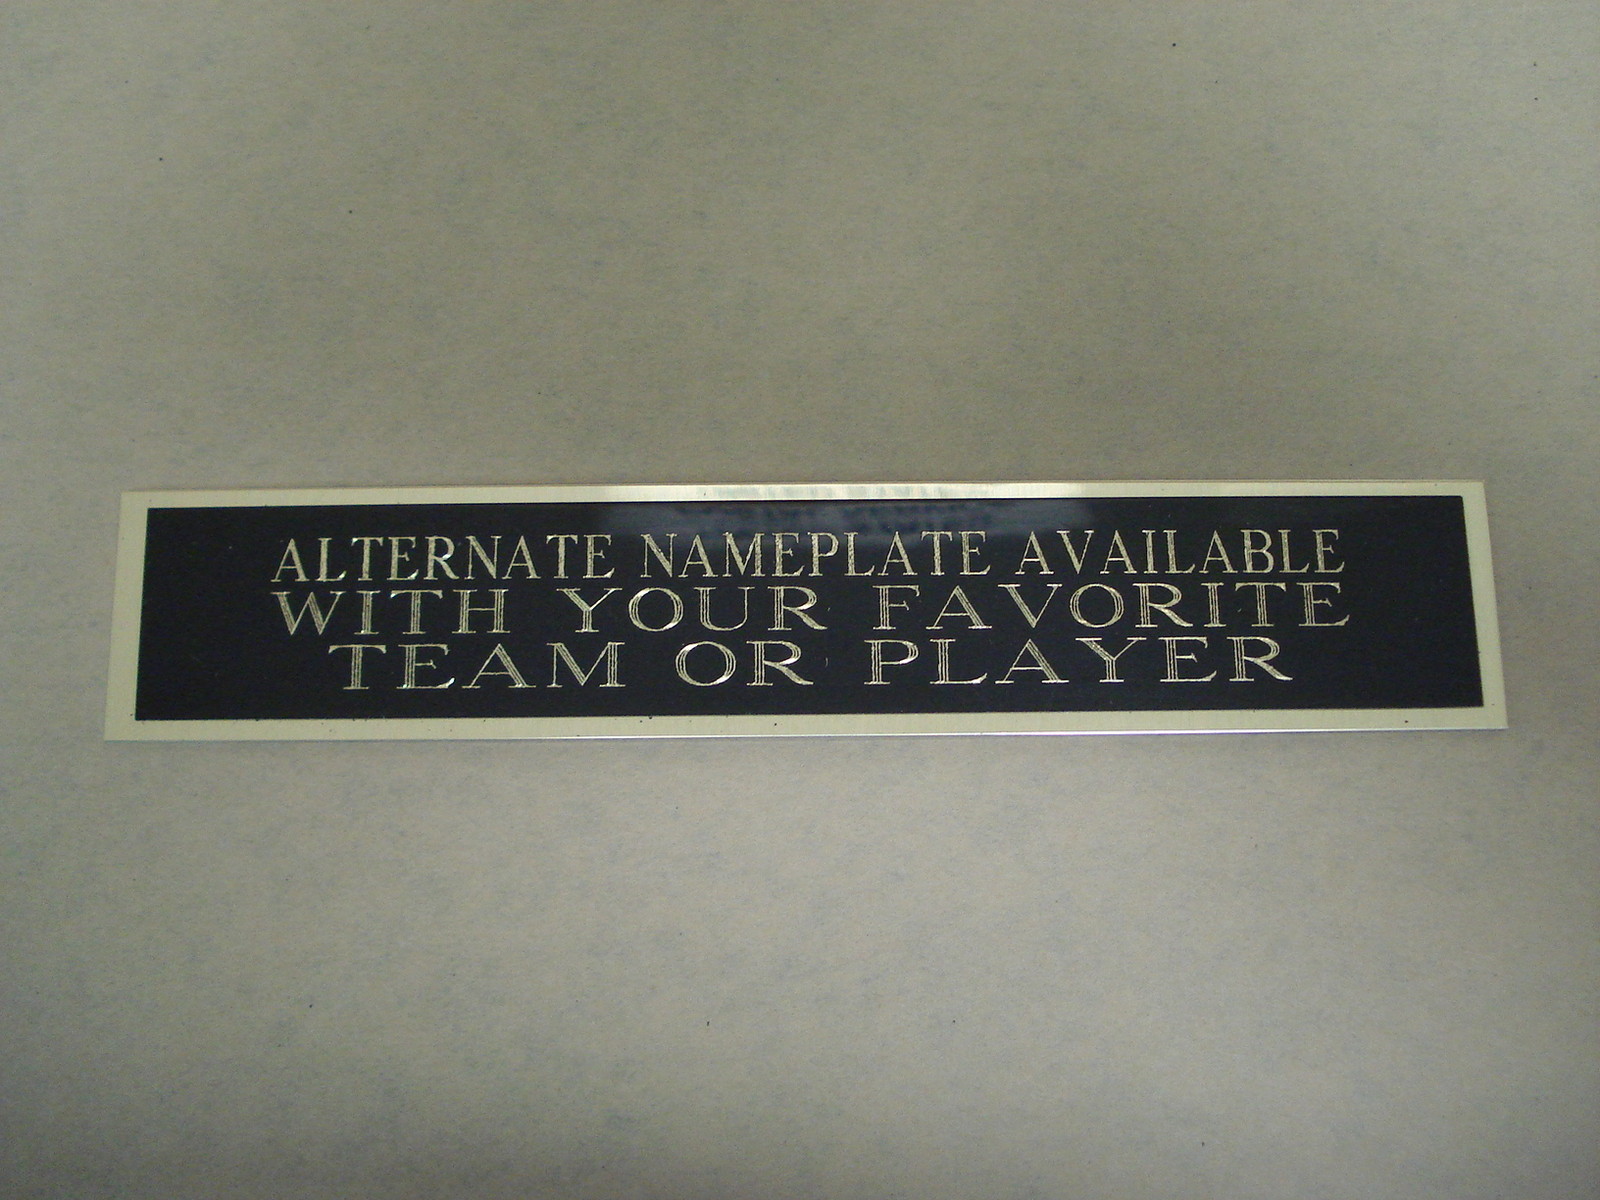 ALTERNATE NAMEPLATE AVAILABLE
WITH YOUR FAVORITE
TEAM OR PLAYER